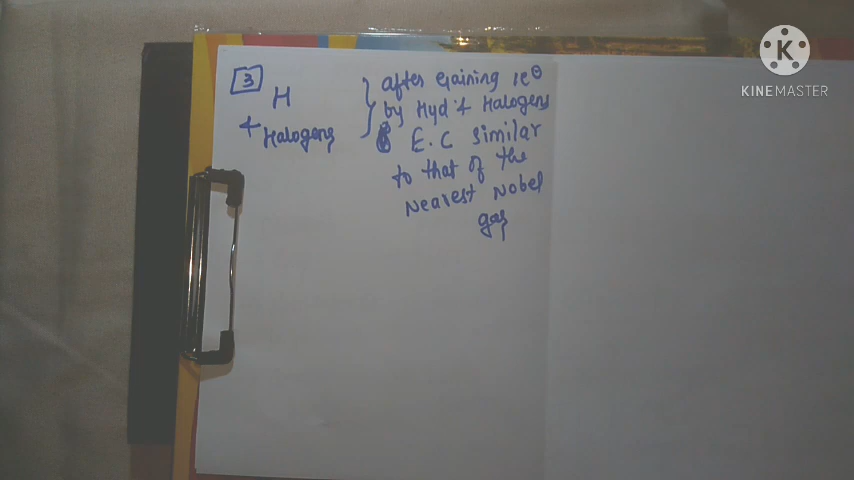 K
KINEMASTER
3
H
+ Halogens
after Gaining 1e⊖
by Hyd. + Halogens
E.C similar
to that of the
Nearest Nobel
gas